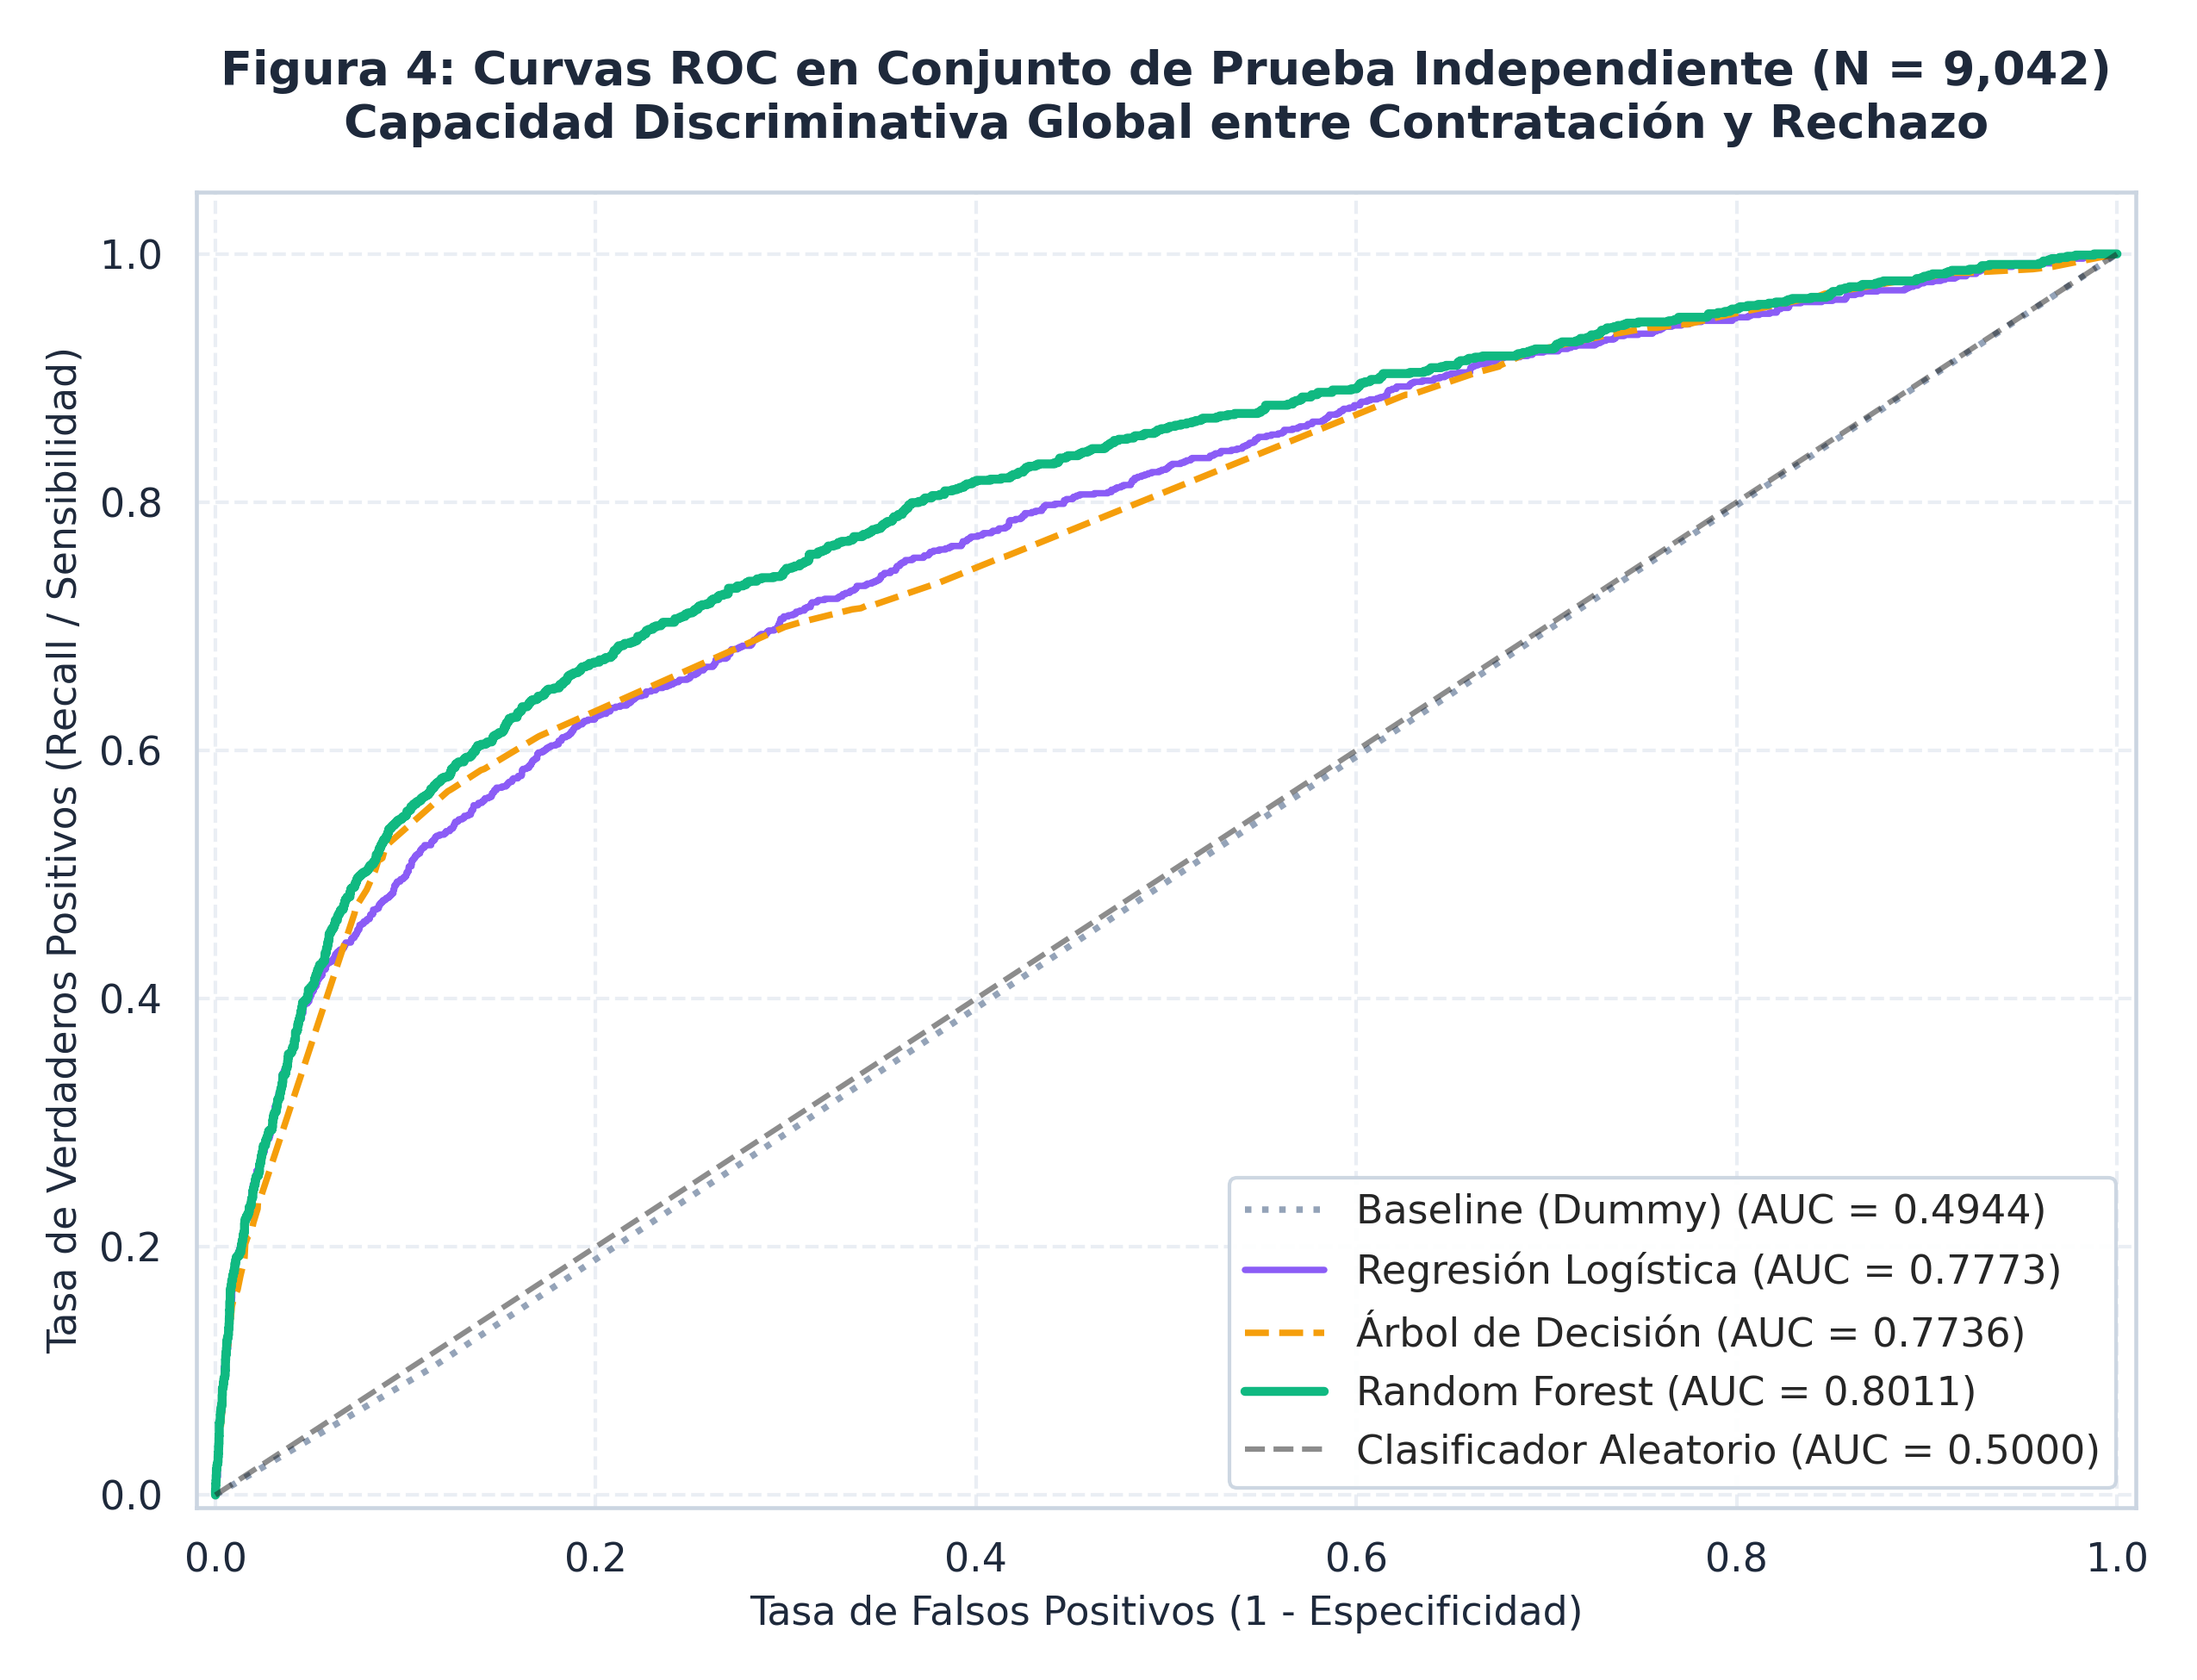 Figura 4: Curvas ROC en Conjunto de Prueba Independiente (N = 9,042)
Capacidad Discriminativa Global entre Contratación y Rechazo
Tasa de Verdaderos Positivos (Recall / Sensibilidad)
1.0
0.8
0.6
0.4
0.2
0.0
Baseline (Dummy) (AUC = 0.4944)
Regresión Logística (AUC = 0.7773)
Árbol de Decisión (AUC = 0.7736)
Random Forest (AUC = 0.8011)
Clasificador Aleatorio (AUC = 0.5000)
0.0 0.2 0.4 0.6 0.8 1.0
Tasa de Falsos Positivos (1 - Especificidad)